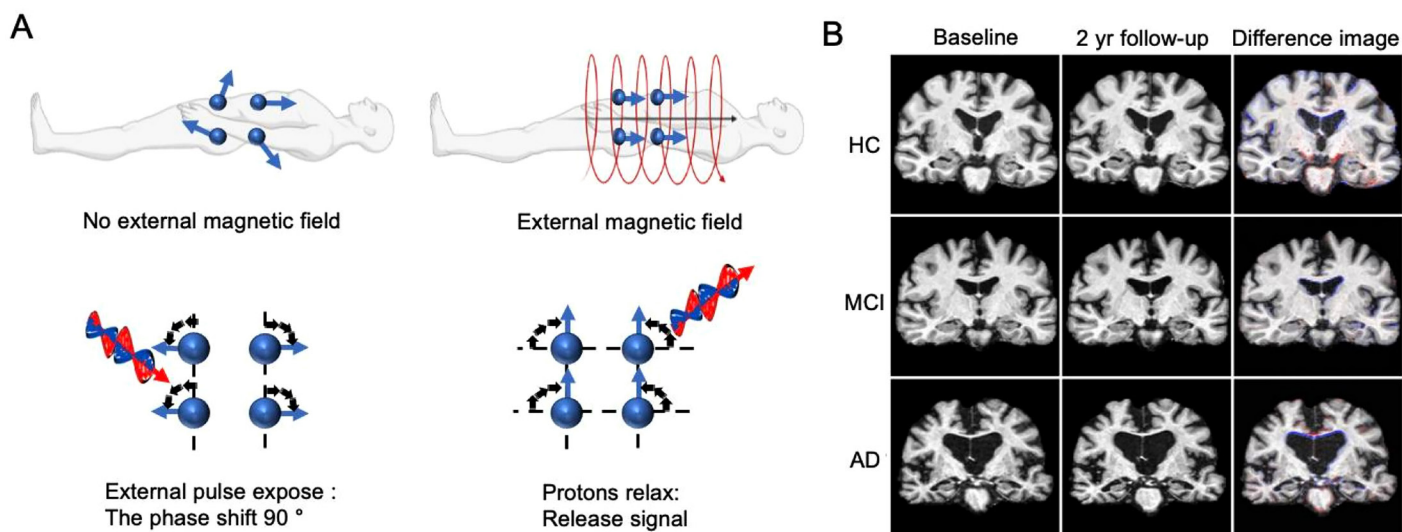 A
No external magnetic field
External magnetic field
External pulse expose :
The phase shift 90 °
Protons relax:
Release signal
B
Baseline
2 yr follow-up
Difference image
HC
MCI
AD